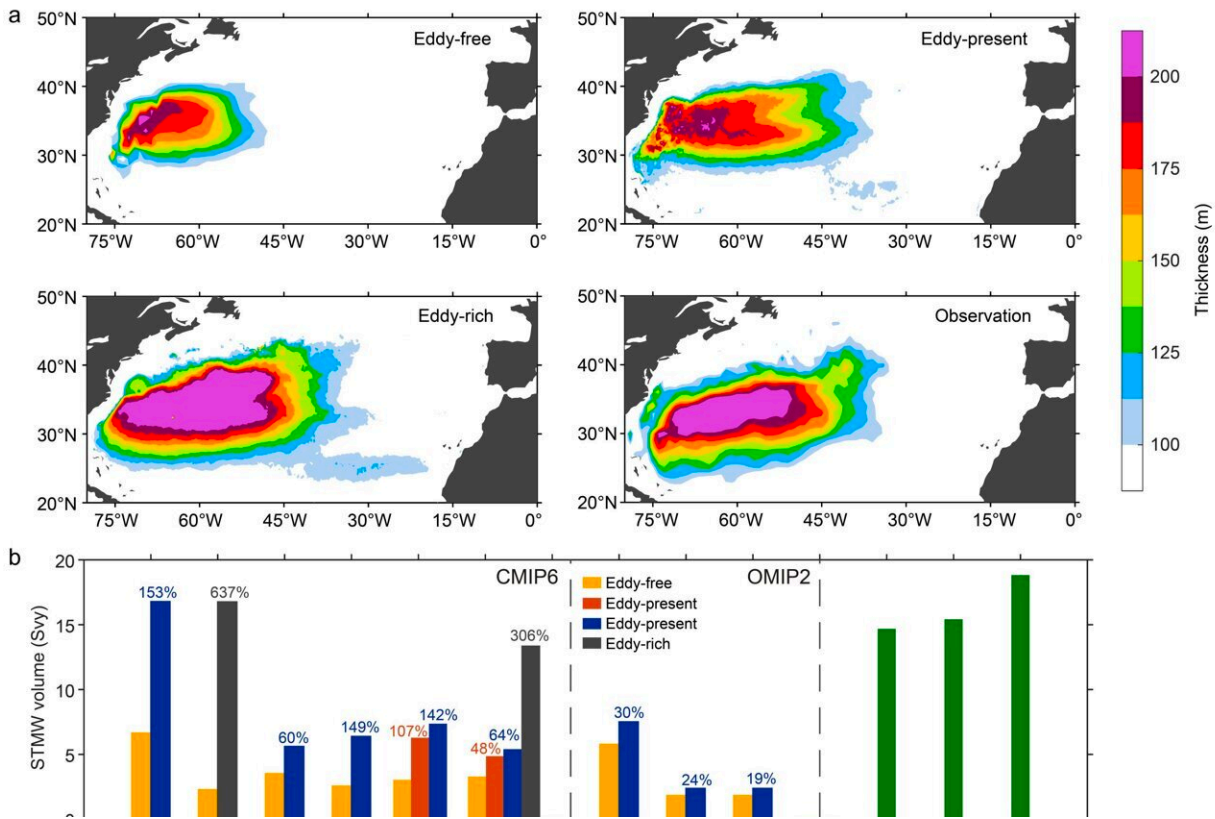 a
50°N
40°N
30°N
20°N
75°W 60°W 45°W 30°W 15°W 0°
Eddy-free
50°N
40°N
30°N
20°N
75°W 60°W 45°W 30°W 15°W 0°
Eddy-present
50°N
40°N
30°N
20°N
75°W 60°W 45°W 30°W 15°W 0°
Eddy-rich
50°N
40°N
30°N
20°N
75°W 60°W 45°W 30°W 15°W 0°
Observation
200
175
150
125
100
Thickness (m)
b
20
15
10
5
0
STMW volume (Svy)
CMIP6
OMIP2
Eddy-free
Eddy-present
Eddy-present
Eddy-rich
153%
637%
60%
149%
107%
142%
48%
64%
306%
30%
24%
19%